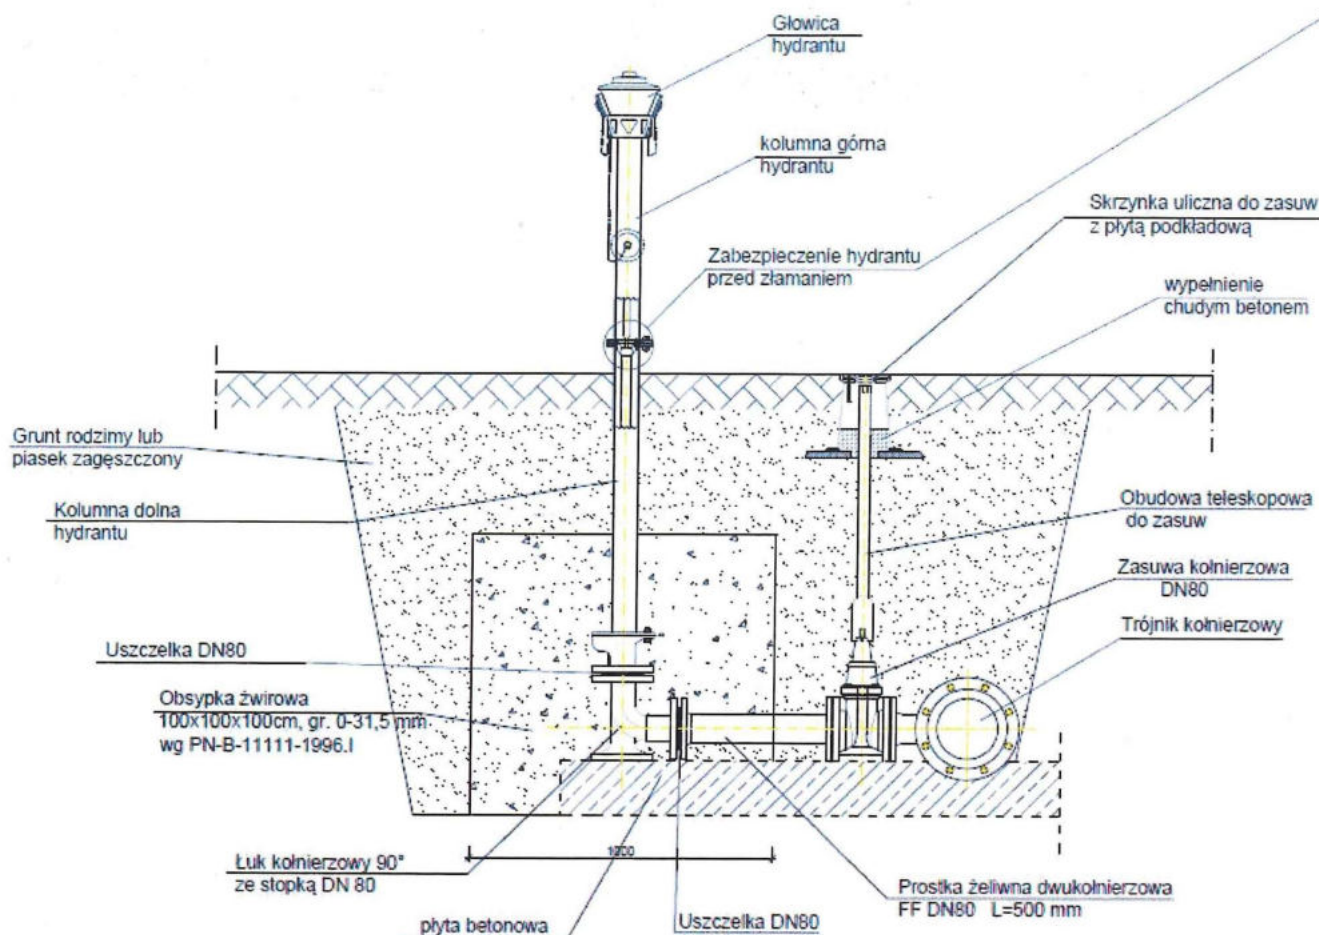 Głowica
hydrantu
kolumna górna
hydrantu
Skrzynka uliczna do zasuw
z płytą podkładową
Zabezpieczenie hydrantu
przed złamaniem
wypełnienie
chudym betonem
Grunt rodzimy lub
piasek zagęszczony
Kolumna dolna
hydrantu
Obudowa teleskopowa
do zasuw
Zasuwa kołnierzowa
DN80
Trójnik kołnierzowy
Uszczelka DN80
Obsypka żwirowa
100x100x100cm, gr. 0-31,5 mm
wg PN-B-11111-1996.I
1000
Łuk kołnierzowy 90°
ze stopką DN 80
Prostka żeliwna dwukołnierzowa
FF DN80 L=500 mm
płyta betonowa
Uszczelka DN80